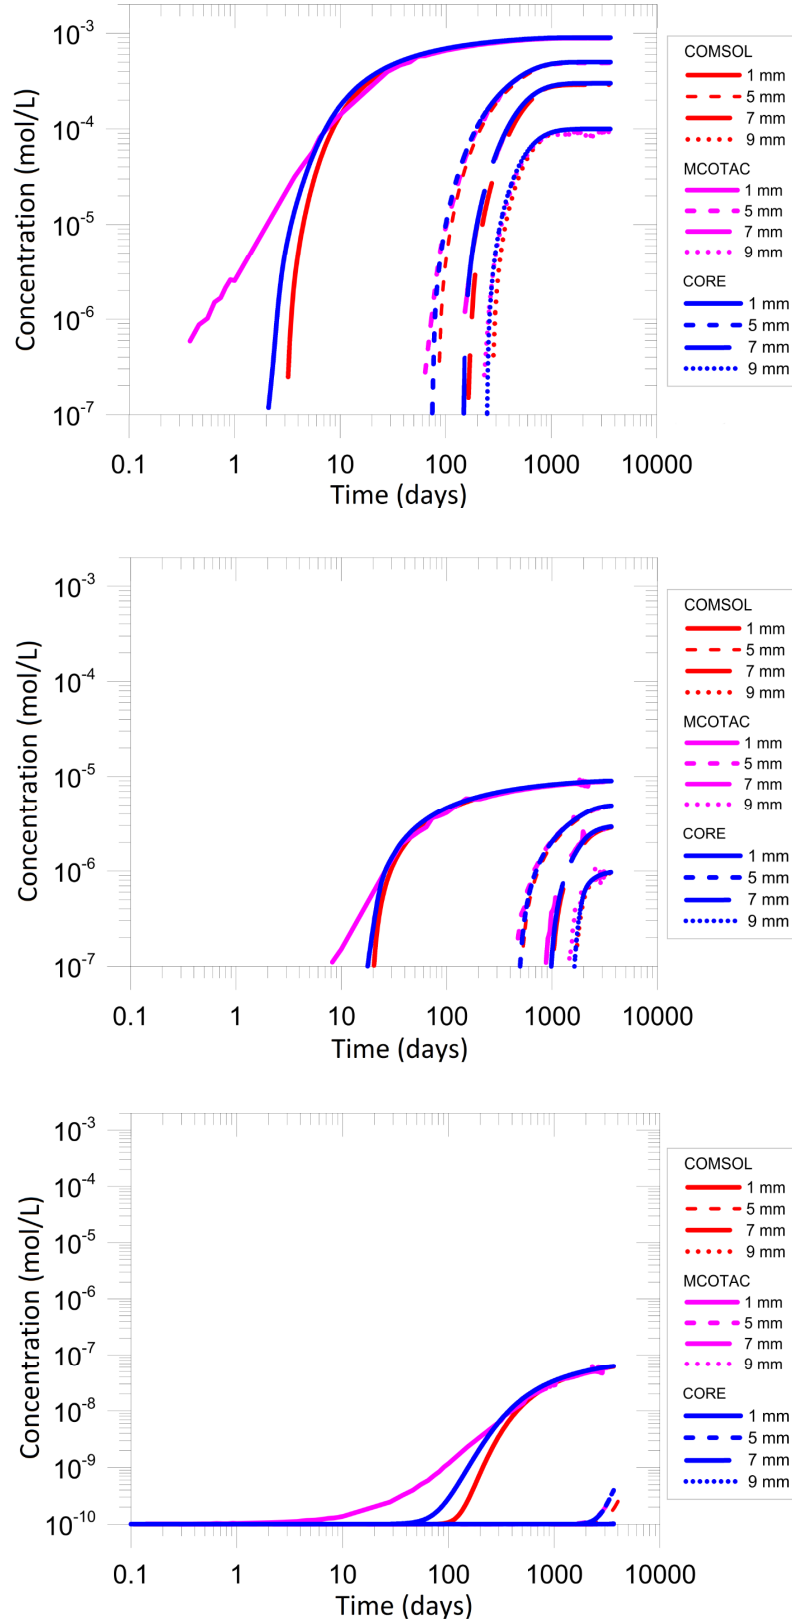 10-3
10-4
10-5
10-6
10-7
Concentration (mol/L)
0.1 1 10 100 1000 10000
Time (days)
COMSOL
1 mm
5 mm
7 mm
9 mm
MCOTAC
1 mm
5 mm
7 mm
9 mm
CORE
1 mm
5 mm
7 mm
9 mm
10-3
10-4
10-5
10-6
10-7
Concentration (mol/L)
0.1 1 10 100 1000 10000
Time (days)
COMSOL
1 mm
5 mm
7 mm
9 mm
MCOTAC
1 mm
5 mm
7 mm
9 mm
CORE
1 mm
5 mm
7 mm
9 mm
10-3
10-4
10-5
10-6
10-7
10-8
10-9
10-10
Concentration (mol/L)
0.1 1 10 100 1000 10000
Time (days)
COMSOL
1 mm
5 mm
7 mm
9 mm
MCOTAC
1 mm
5 mm
7 mm
9 mm
CORE
1 mm
5 mm
7 mm
9 mm